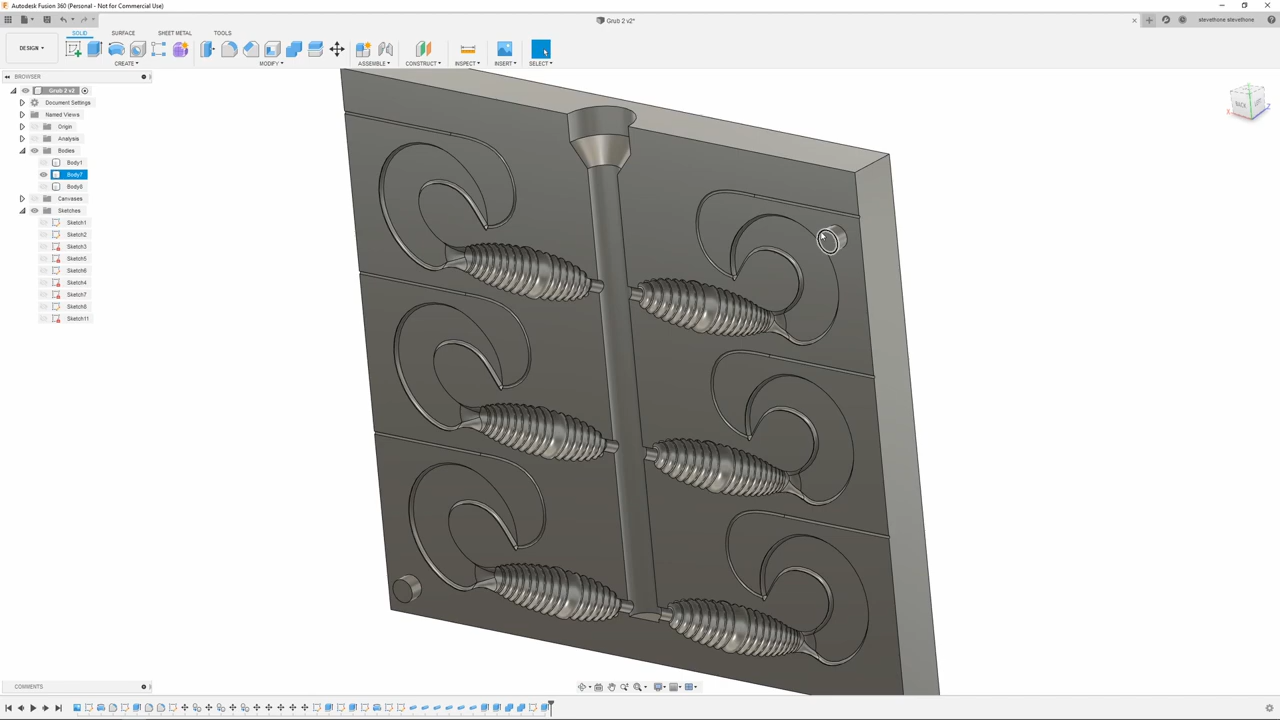 Autodesk Fusion 360 (Personal - Not for Commercial Use)
Grub 2 v2*
stevethone stevethone
DESIGN
SOLID
SURFACE
SHEET METAL
TOOLS
CREATE
MODIFY
ASSEMBLE
CONSTRUCT
INSPECT
INSERT
SELECT
BROWSER
Grub 2 v2
Document Settings
Named Views
Origin
Analysis
Bodies
Body1
Body7
Body8
Canvases
Sketches
Sketch1
Sketch2
Sketch3
Sketch5
Sketch6
Sketch4
Sketch7
Sketch8
Sketch11
BACK
COMMENTS